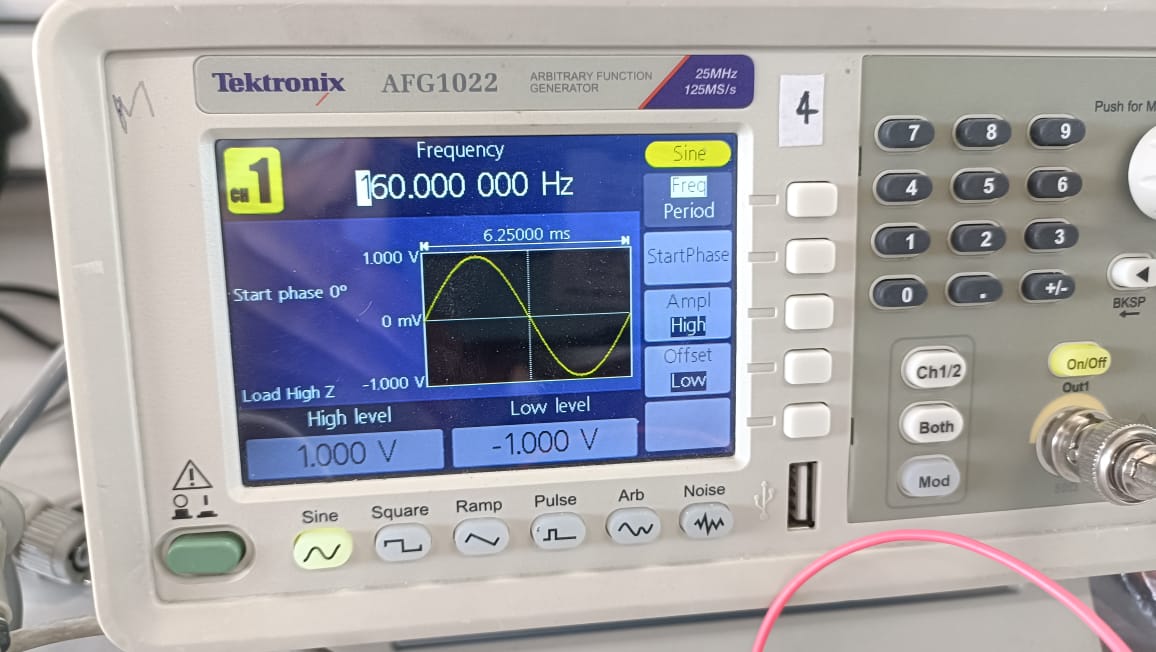 Tektronix AFG1022 ARBITRARY FUNCTION GENERATOR 25MHz 125MS/s
M
4
Push for M
CH 1
Frequency
160.000 000 Hz
Sine
Freq
Period
StartPhase
Ampl
High
Offset
Low
6.25000 ms
1.000 V
Start phase 0°
0 mV
Load High Z
-1.000 V
High level
Low level
1.000 V
-1.000 V
Sine
Square
Ramp
Pulse
Arb
Noise
7 8 9
4 5 6
1 2 3
0 . +/-
BKSP
Ch1/2
Both
Mod
On/Off
Out1